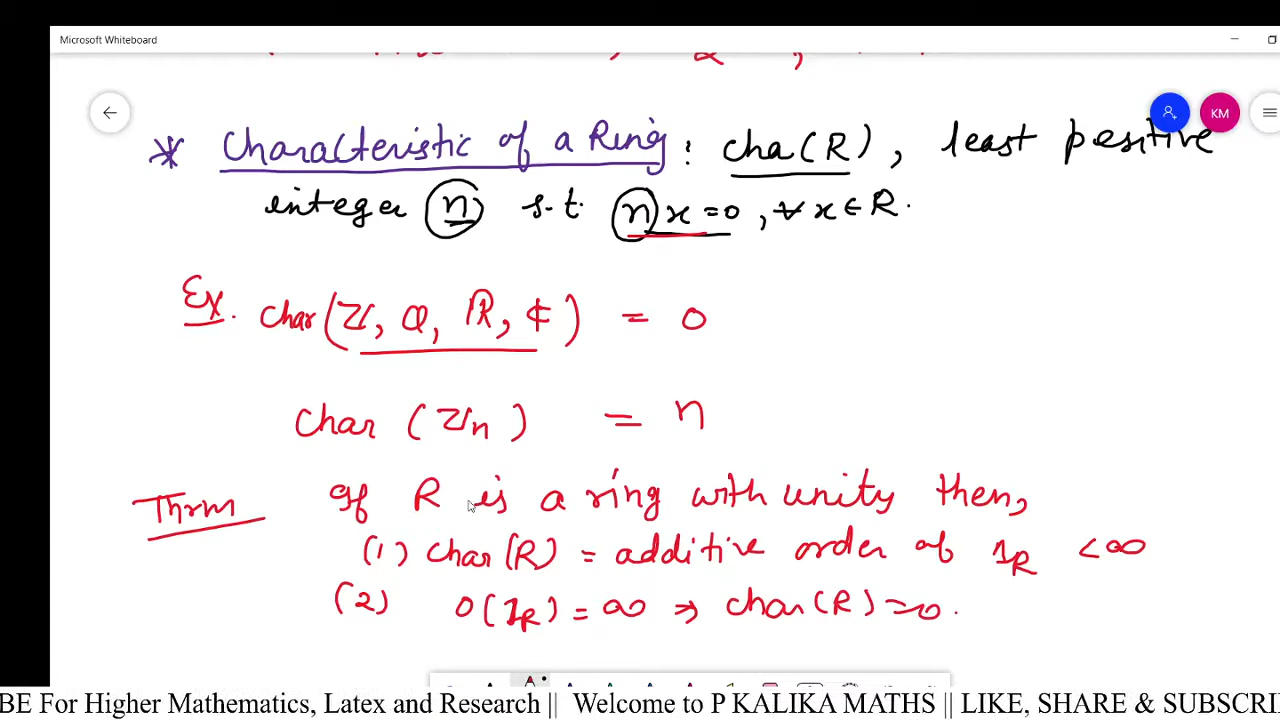 Microsoft Whiteboard
KM
* Characteristic of a Ring : cha(R), least positive
integer n s.t. nx=0, ∀ x ∈ R.
Ex. char(ℤ, ℚ, ℝ, ℂ) = 0
Char (ℤn) = n
Thrm If R is a ring with unity then,
(1) char(R) = additive order of 1R < ∞
(2) o(1R) = ∞ ⇒ char(R) = 0.
BE For Higher Mathematics, Latex and Research || Welcome to P KALIKA MATHS || LIKE, SHARE & SUBSCRI